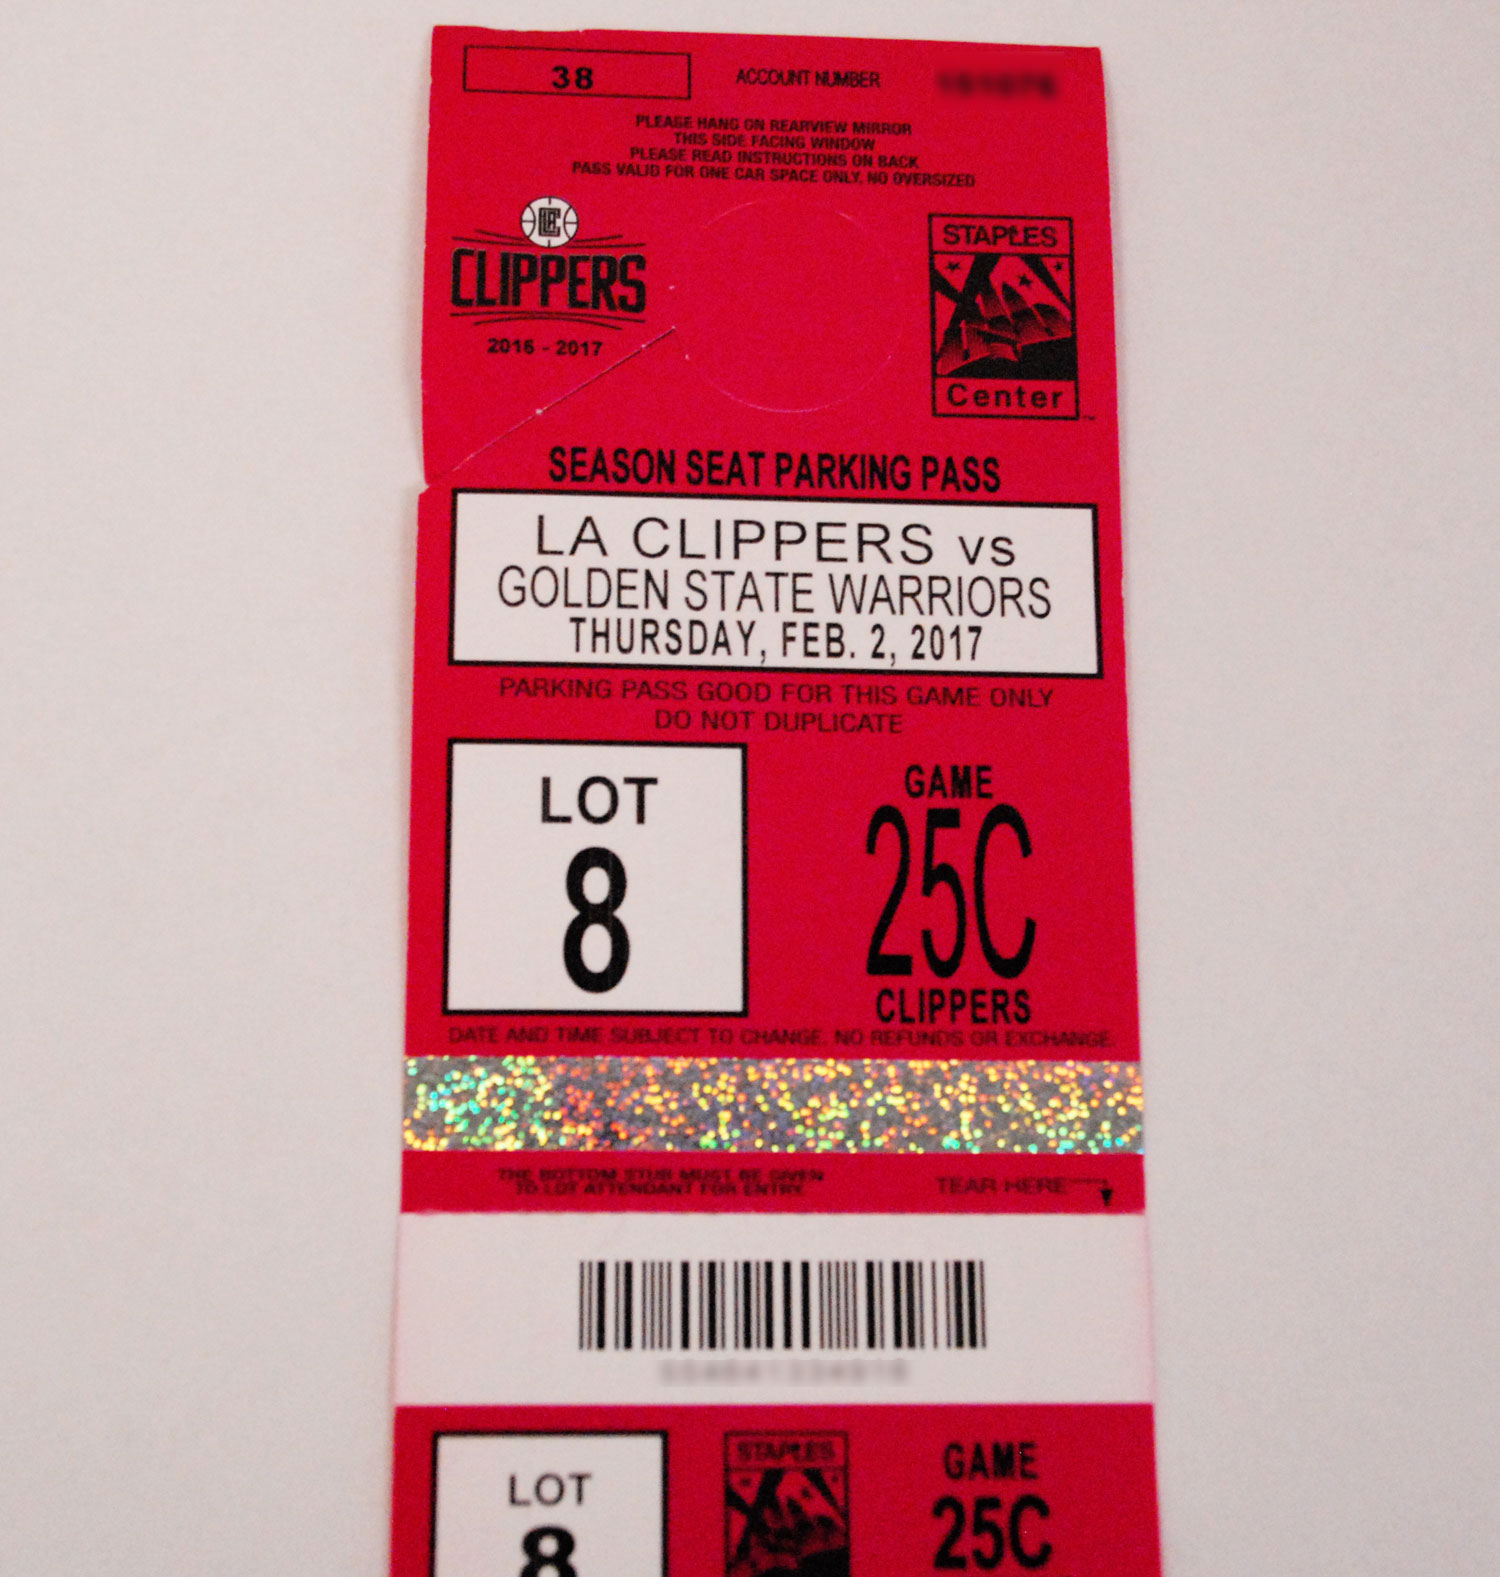 38
ACCOUNT NUMBER
PLEASE HANG ON REARVIEW MIRROR
THIS SIDE FACING WINDOW
PLEASE READ INSTRUCTIONS ON BACK
PASS VALID FOR ONE CAR SPACE ONLY. NO OVERSIZED
LAC
CLIPPERS
2016 - 2017
STAPLES
Center
™
SEASON SEAT PARKING PASS
LA CLIPPERS vs
GOLDEN STATE WARRIORS
THURSDAY, FEB. 2, 2017
PARKING PASS GOOD FOR THIS GAME ONLY
DO NOT DUPLICATE
LOT
8
GAME
25C
CLIPPERS
DATE AND TIME SUBJECT TO CHANGE. NO REFUNDS OR EXCHANGE.
THE BOTTOM STUB MUST BE GIVEN
TO LOT ATTENDANT FOR ENTRY.
TEAR HERE
LOT
8
STAPLES
GAME
25C